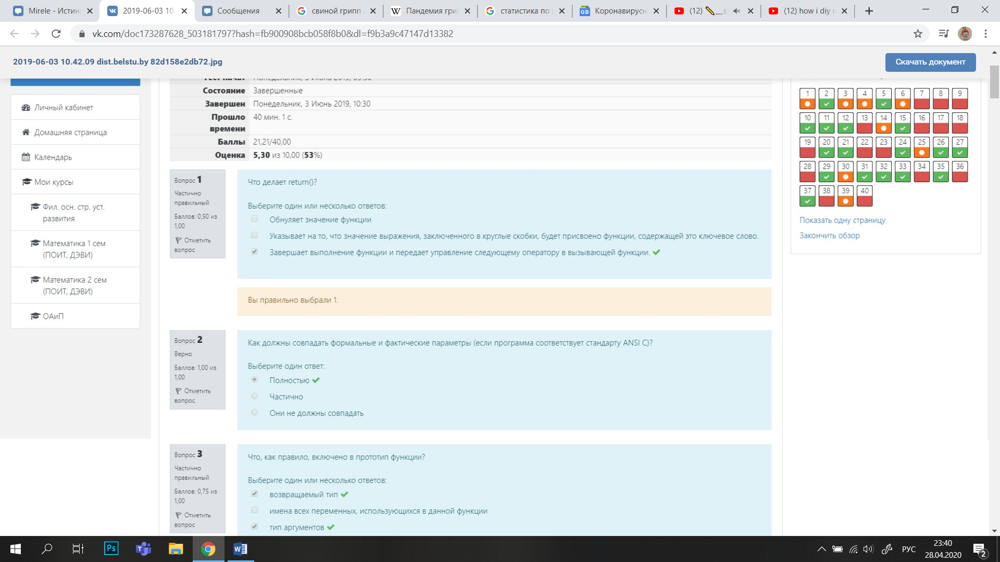 Mirele - Истин
2019-06-03 10.
Сообщения
свиной грипп
Пандемия гри
статистика по
Коронавирусн
(12)
(12) how i diy
vk.com/doc173287628_503181797?hash=fb900908bcb058f8b0&dl=f9b3a9c47147d13382
2019-06-03 10.42.09 dist.belstu.by 82d158e2db72.jpg
Скачать документ
Личный кабинет
Домашняя страница
Календарь
Мои курсы
Фил. осн. стр. уст.
развития
Математика 1 сем
(ПОИТ, ДЭВИ)
Математика 2 сем
(ПОИТ, ДЭВИ)
ОАиП
Состояние Завершенные
Завершен Понедельник, 3 Июнь 2019, 10:30
Прошло 40 мин. 1 с.
времени
Баллы 21,21/40,00
Оценка 5,30 из 10,00 (53%)
Вопрос 1
Частично
правильный
Баллов: 0,50 из
1,00
Отметить
вопрос
Что делает return()?
Выберите один или несколько ответов:
Обнуляет значение функции
Указывает на то, что значение выражения, заключенного в круглые скобки, будет присвоено функции, содержащей это ключевое слово.
Завершает выполнение функции и передает управление следующему оператору в вызывающей функции.
Вы правильно выбрали 1.
Вопрос 2
Верно
Баллов: 1,00 из
1,00
Отметить
вопрос
Как должны совпадать формальные и фактические параметры (если программа соответствует стандарту ANSI C)?
Выберите один ответ:
Полностью
Частично
Они не должны совпадать
Вопрос 3
Частично
правильный
Баллов: 0,75 из
1,00
Отметить
вопрос
Что, как правило, включено в прототип функции?
Выберите один или несколько ответов:
возвращаемый тип
имена всех переменных, использующихся в данной функции
тип аргументов
1 2 3 4 5 6 7 8 9
10 11 12 13 14 15 16 17 18
19 20 21 22 23 24 25 26 27
28 29 30 31 32 33 34 35 36
37 38 39 40
Показать одну страницу
Закончить обзор
Ps
РУС
23:40
28.04.2020
2